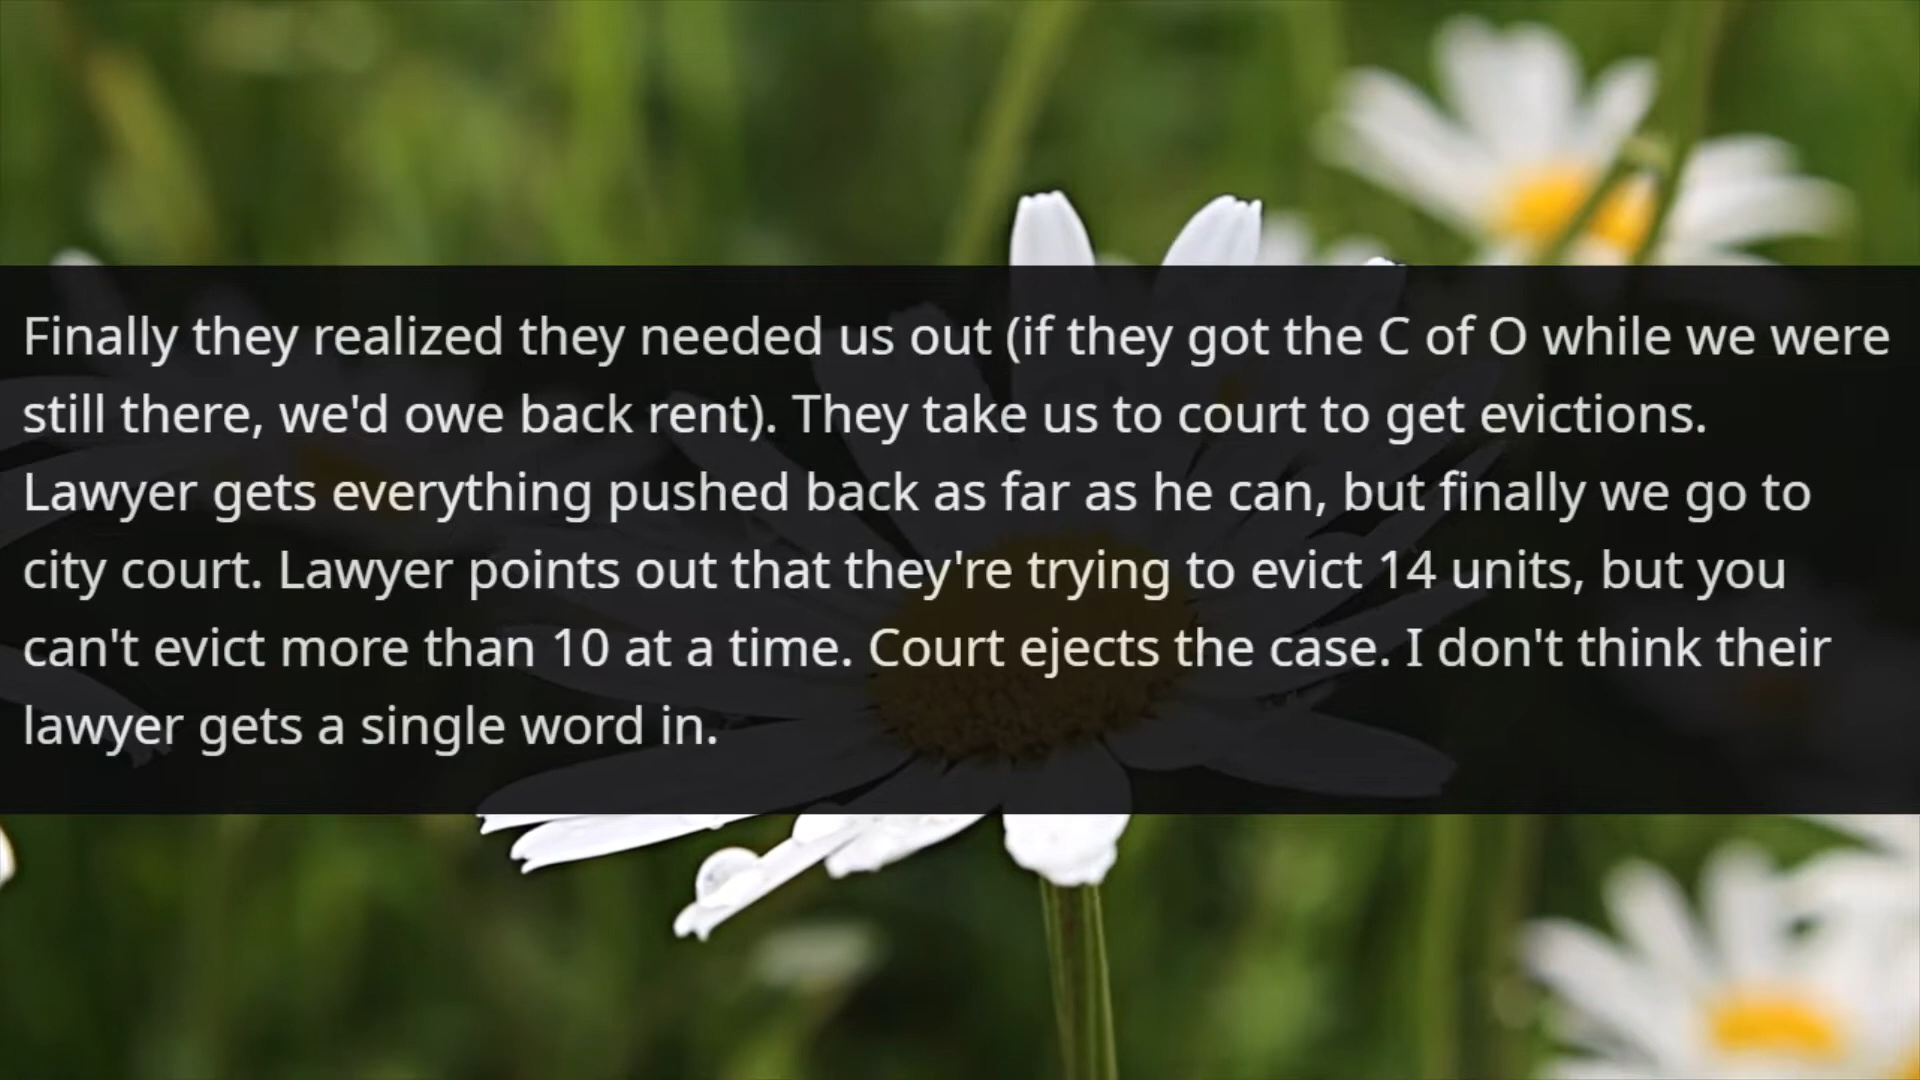 Finally they realized they needed us out (if they got the C of O while we were
still there, we'd owe back rent). They take us to court to get evictions.
Lawyer gets everything pushed back as far as he can, but finally we go to
city court. Lawyer points out that they're trying to evict 14 units, but you
can't evict more than 10 at a time. Court ejects the case. I don't think their
lawyer gets a single word in.